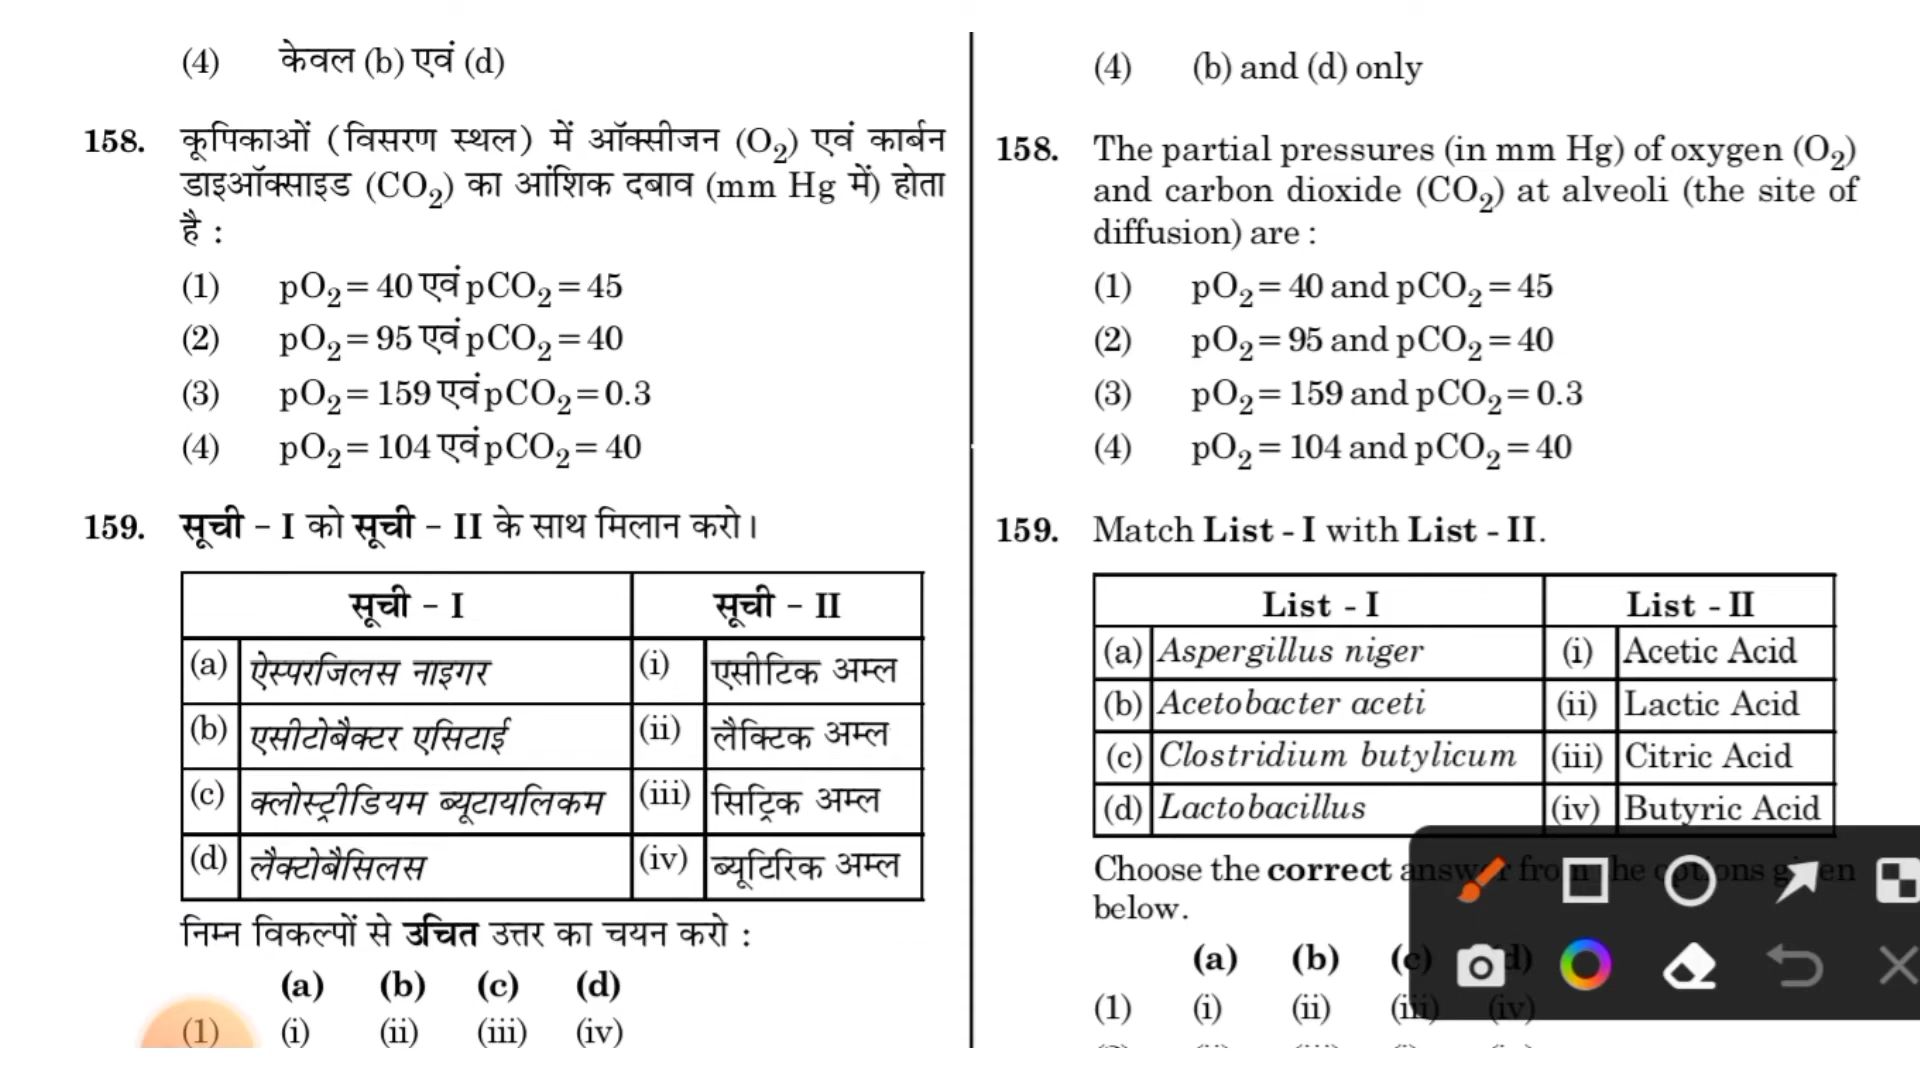 (4) केवल (b) एवं (d)
158. कूपिकाओं (विसरण स्थल) में ऑक्सीजन (O₂) एवं कार्बन
डाइऑक्साइड (CO₂) का आंशिक दबाव (mm Hg में) होता
है :
(1) pO₂ = 40 एवं pCO₂ = 45
(2) pO₂ = 95 एवं pCO₂ = 40
(3) pO₂ = 159 एवं pCO₂ = 0.3
(4) pO₂ = 104 एवं pCO₂ = 40
159. सूची - I को सूची - II के साथ मिलान करो।
सूची - I सूची - II
(a) ऐस्परजिलस नाइगर (i) एसीटिक अम्ल
(b) एसीटोबैक्टर एसिटाई (ii) लैक्टिक अम्ल
(c) क्लोस्ट्रीडियम ब्यूटायलिकम (iii) सिट्रिक अम्ल
(d) लैक्टोबैसिलस (iv) ब्यूटिरिक अम्ल
निम्न विकल्पों से उचित उत्तर का चयन करो :
(a) (b) (c) (d)
(1) (i) (ii) (iii) (iv)
(4) (b) and (d) only
158. The partial pressures (in mm Hg) of oxygen (O₂)
and carbon dioxide (CO₂) at alveoli (the site of
diffusion) are :
(1) pO₂ = 40 and pCO₂ = 45
(2) pO₂ = 95 and pCO₂ = 40
(3) pO₂ = 159 and pCO₂ = 0.3
(4) pO₂ = 104 and pCO₂ = 40
159. Match List - I with List - II.
List - I List - II
(a) Aspergillus niger (i) Acetic Acid
(b) Acetobacter aceti (ii) Lactic Acid
(c) Clostridium butylicum (iii) Citric Acid
(d) Lactobacillus (iv) Butyric Acid
Choose the correct answer from the options given
below.
(a) (b) (c) (d)
(1) (i) (ii) (iii) (iv)